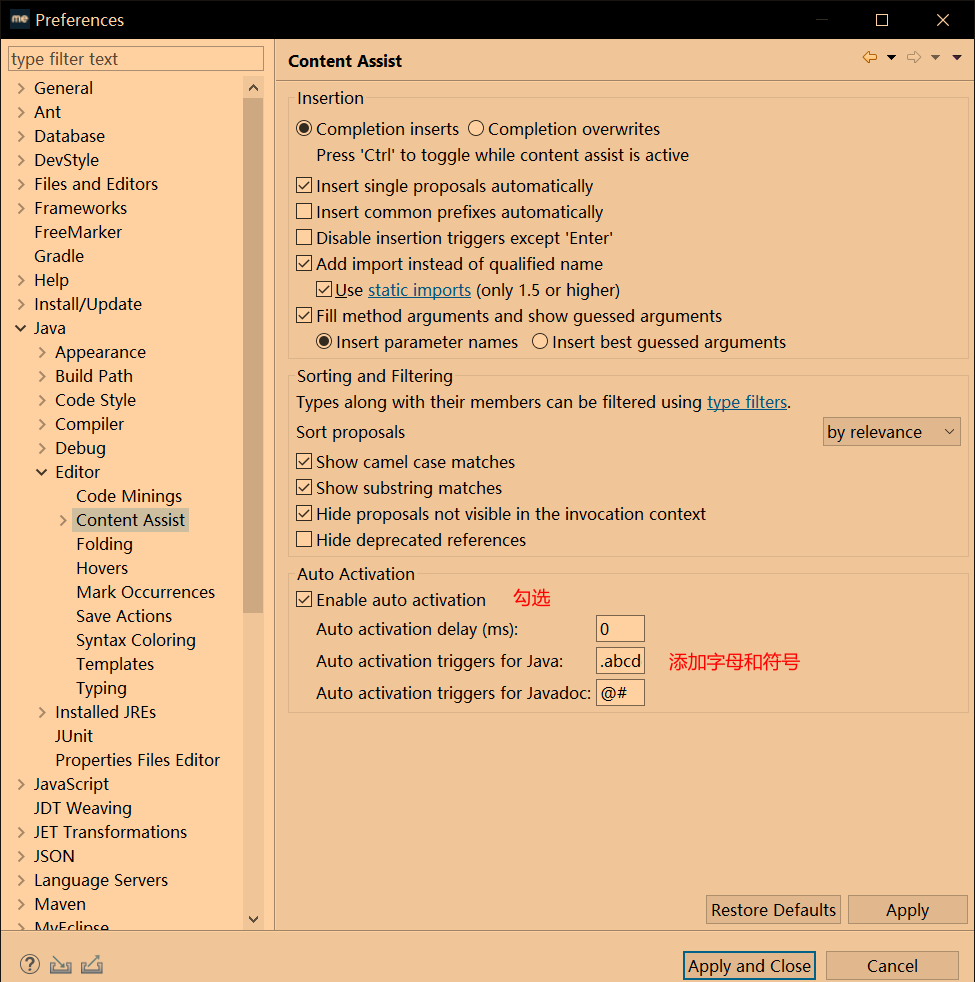 me Preferences
type filter text
General
Ant
Database
DevStyle
Files and Editors
Frameworks
FreeMarker
Gradle
Help
Install/Update
Java
Appearance
Build Path
Code Style
Compiler
Debug
Editor
Code Minings
Content Assist
Folding
Hovers
Mark Occurrences
Save Actions
Syntax Coloring
Templates
Typing
Installed JREs
JUnit
Properties Files Editor
JavaScript
JDT Weaving
JET Transformations
JSON
Language Servers
Maven
MyEclipse
Content Assist
Insertion
Completion inserts Completion overwrites
Press 'Ctrl' to toggle while content assist is active
Insert single proposals automatically
Insert common prefixes automatically
Disable insertion triggers except 'Enter'
Add import instead of qualified name
Use static imports (only 1.5 or higher)
Fill method arguments and show guessed arguments
Insert parameter names Insert best guessed arguments
Sorting and Filtering
Types along with their members can be filtered using type filters.
Sort proposals by relevance
Show camel case matches
Show substring matches
Hide proposals not visible in the invocation context
Hide deprecated references
Auto Activation
Enable auto activation 勾选
Auto activation delay (ms): 0
Auto activation triggers for Java: .abcd 添加字母和符号
Auto activation triggers for Javadoc: @#
Restore Defaults Apply
? Apply and Close Cancel